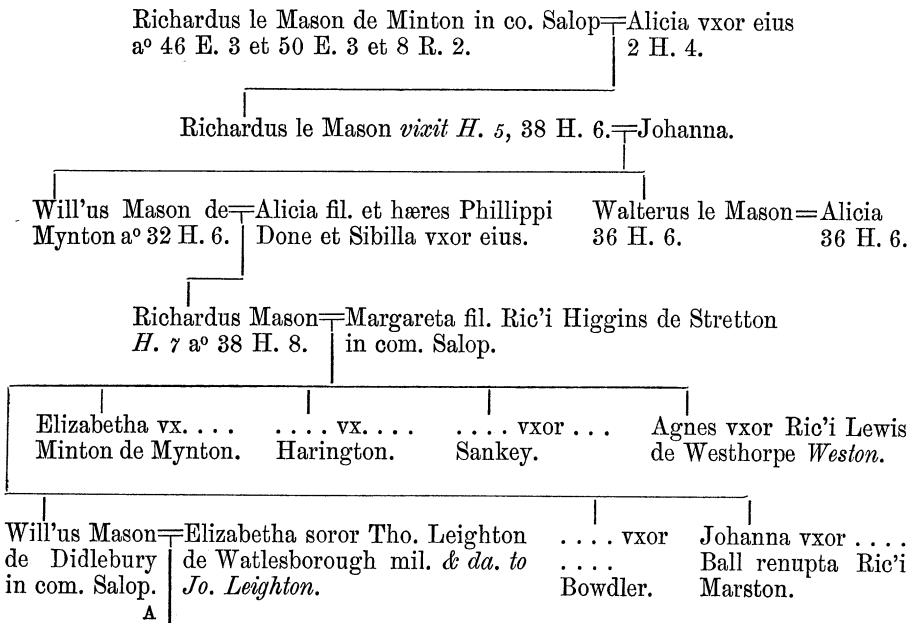 Richardus le Mason de Minton in co. Salop = Alicia vxor eius
aº 46 E. 3 et 50 E. 3 et 8 R. 2. 2 H. 4.
Richardus le Mason vixit H. 5, 38 H. 6. = Johanna.
Will'us Mason de = Alicia fil. et hæres Phillippi
Mynton aº 32 H. 6. Done et Sibilla vxor eius.
Walterus le Mason = Alicia
36 H. 6. 36 H. 6.
Richardus Mason = Margareta fil. Ric'i Higgins de Stretton
H. 7 aº 38 H. 8. in com. Salop.
Elizabetha vx. . . .
Minton de Mynton.
. . . . vx. . . .
Harington.
. . . . vxor . . .
Sankey.
Agnes vxor Ric'i Lewis
de Westhorpe Weston.
Will'us Mason
de Didlebury
in com. Salop.
A
= Elizabetha soror Tho. Leighton
de Watlesborough mil. & da. to
Jo. Leighton.
. . . . vxor
. . . .
Bowdler.
Johanna vxor . . . .
Ball renupta Ric'i
Marston.